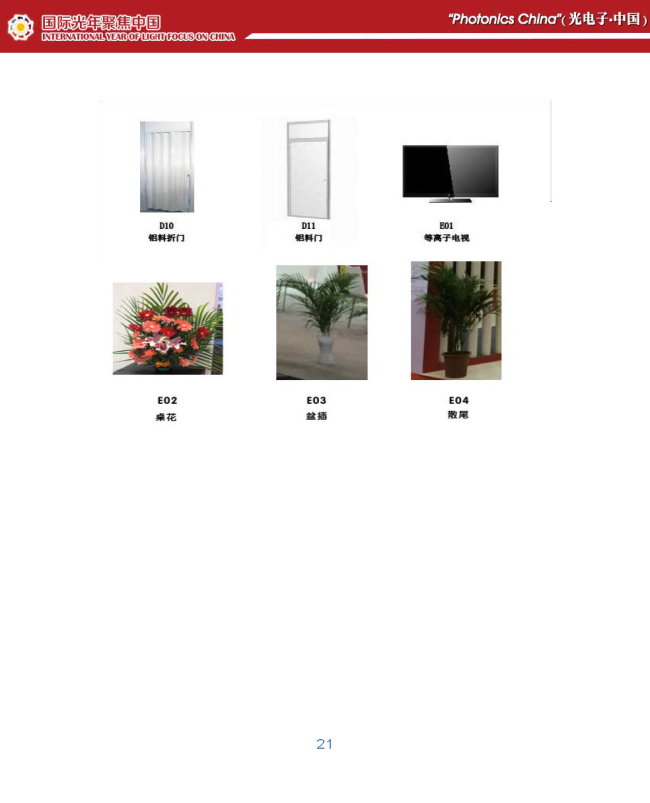 国际光年聚焦中国
INTERNATIONAL YEAR OF LIGHT FOCUS ON CHINA
"Photonics China"(光电子·中国)
D10
铝料折门
D11
铝料门
E01
等离子电视
E02
桌花
E03
盆插
E04
散尾
21